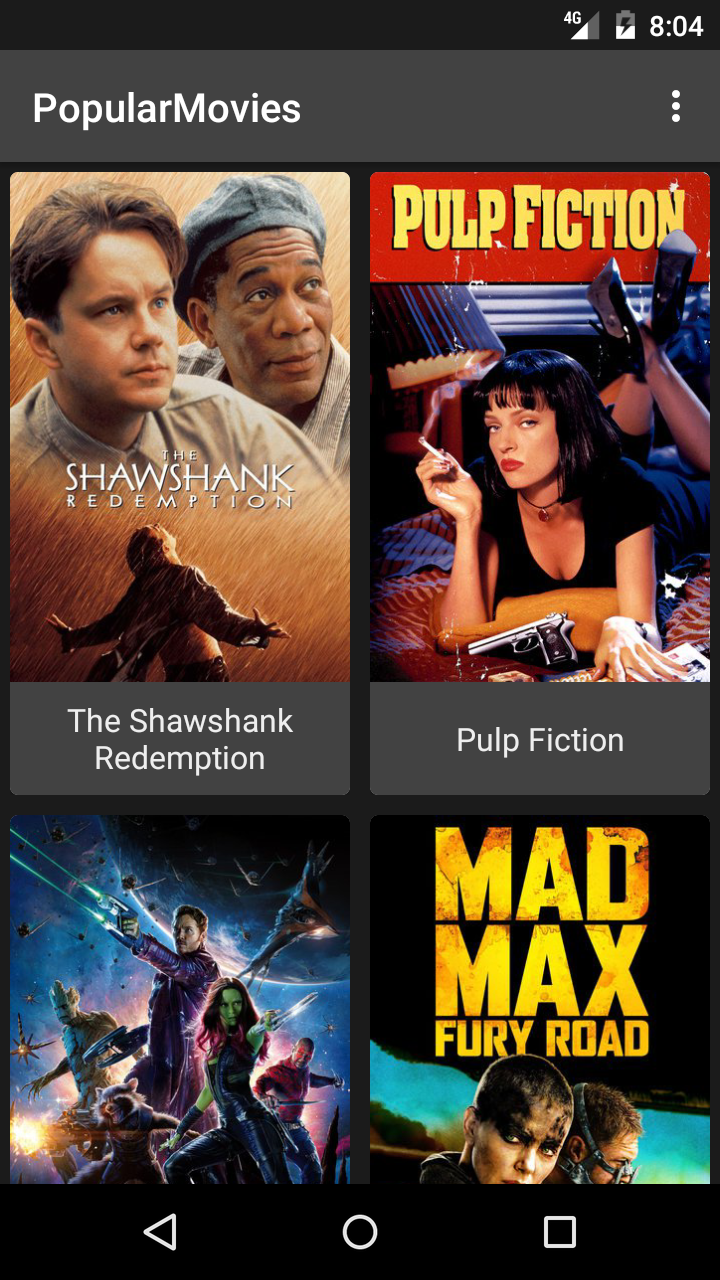 4G 8:04
PopularMovies
THE
SHAWSHANK
REDEMPTION
PULP FICTION
The Shawshank
Redemption
Pulp Fiction
MAD
MAX
FURY ROAD